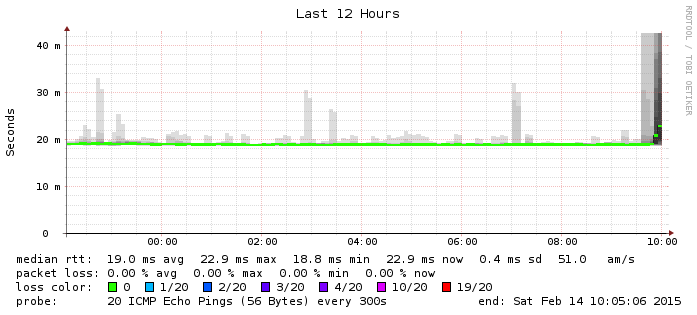 Last 12 Hours
RRDTOOL / TOBI OETIKER
Seconds
40 m
30 m
20 m
10 m
0
00:00 02:00 04:00 06:00 08:00 10:00
median rtt: 19.0 ms avg 22.9 ms max 18.8 ms min 22.9 ms now 0.4 ms sd 51.0 am/s
packet loss: 0.00 % avg 0.00 % max 0.00 % min 0.00 % now
loss color: 0 1/20 2/20 3/20 4/20 10/20 19/20
probe: 20 ICMP Echo Pings (56 Bytes) every 300s end: Sat Feb 14 10:05:06 2015